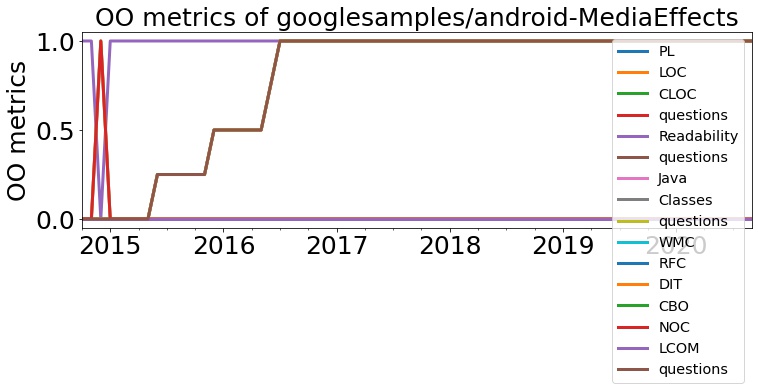 OO metrics of googlesamples/android-MediaEffects
OO metrics
1.0
0.5
0.0
2015 2016 2017 2018 2019 2020
PL
LOC
CLOC
questions
Readability
questions
Java
Classes
questions
WMC
RFC
DIT
CBO
NOC
LCOM
questions